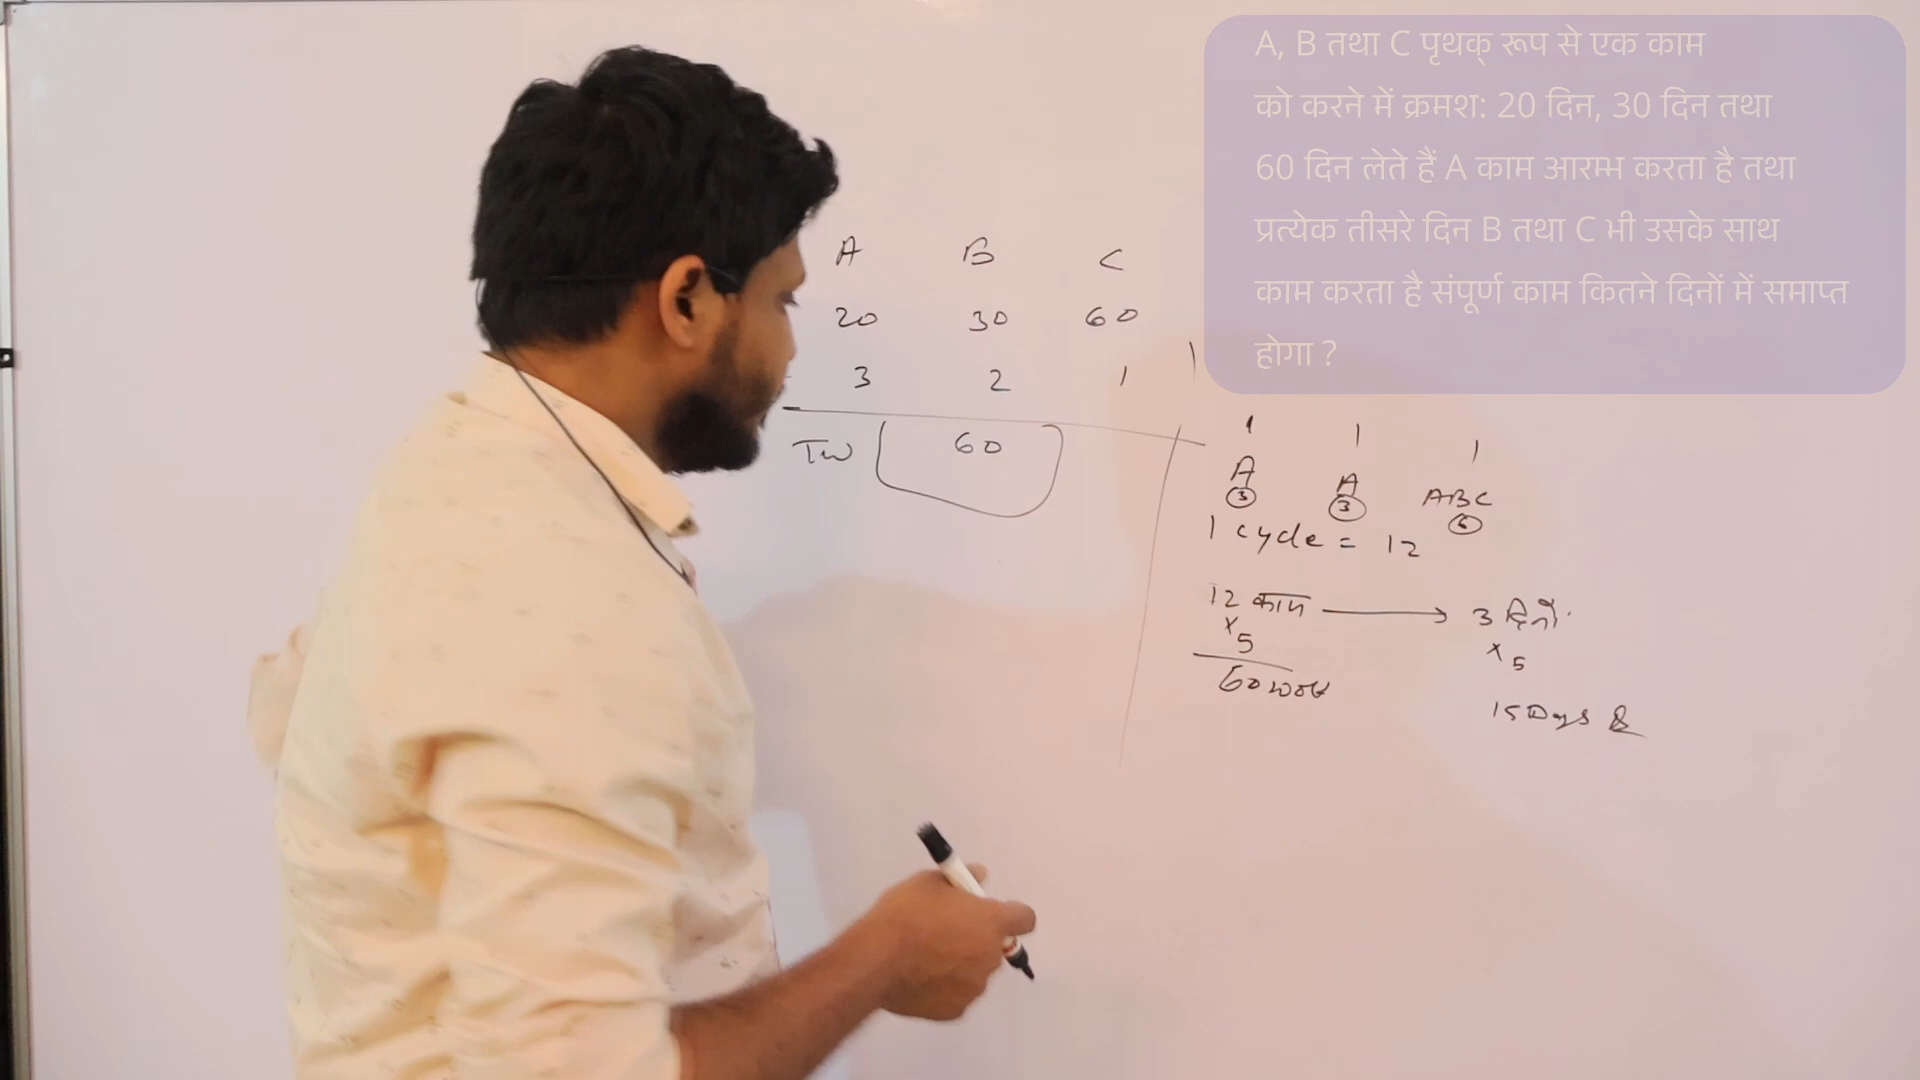 A, B तथा C पृथक् रूप से एक काम
को करने में क्रमश: 20 दिन, 30 दिन तथा
60 दिन लेते हैं A काम आरम्भ करता है तथा
प्रत्येक तीसरे दिन B तथा C भी उसके साथ
काम करता है संपूर्ण काम कितने दिनों में समाप्त
होगा ?
A B C
20 30 60
3 2 1
TW 60
1 1 1
A A ABC
3 3 6
1 cycle = 12
12 काम → 3 दिनों
x 5 x 5
60 work
15 Days